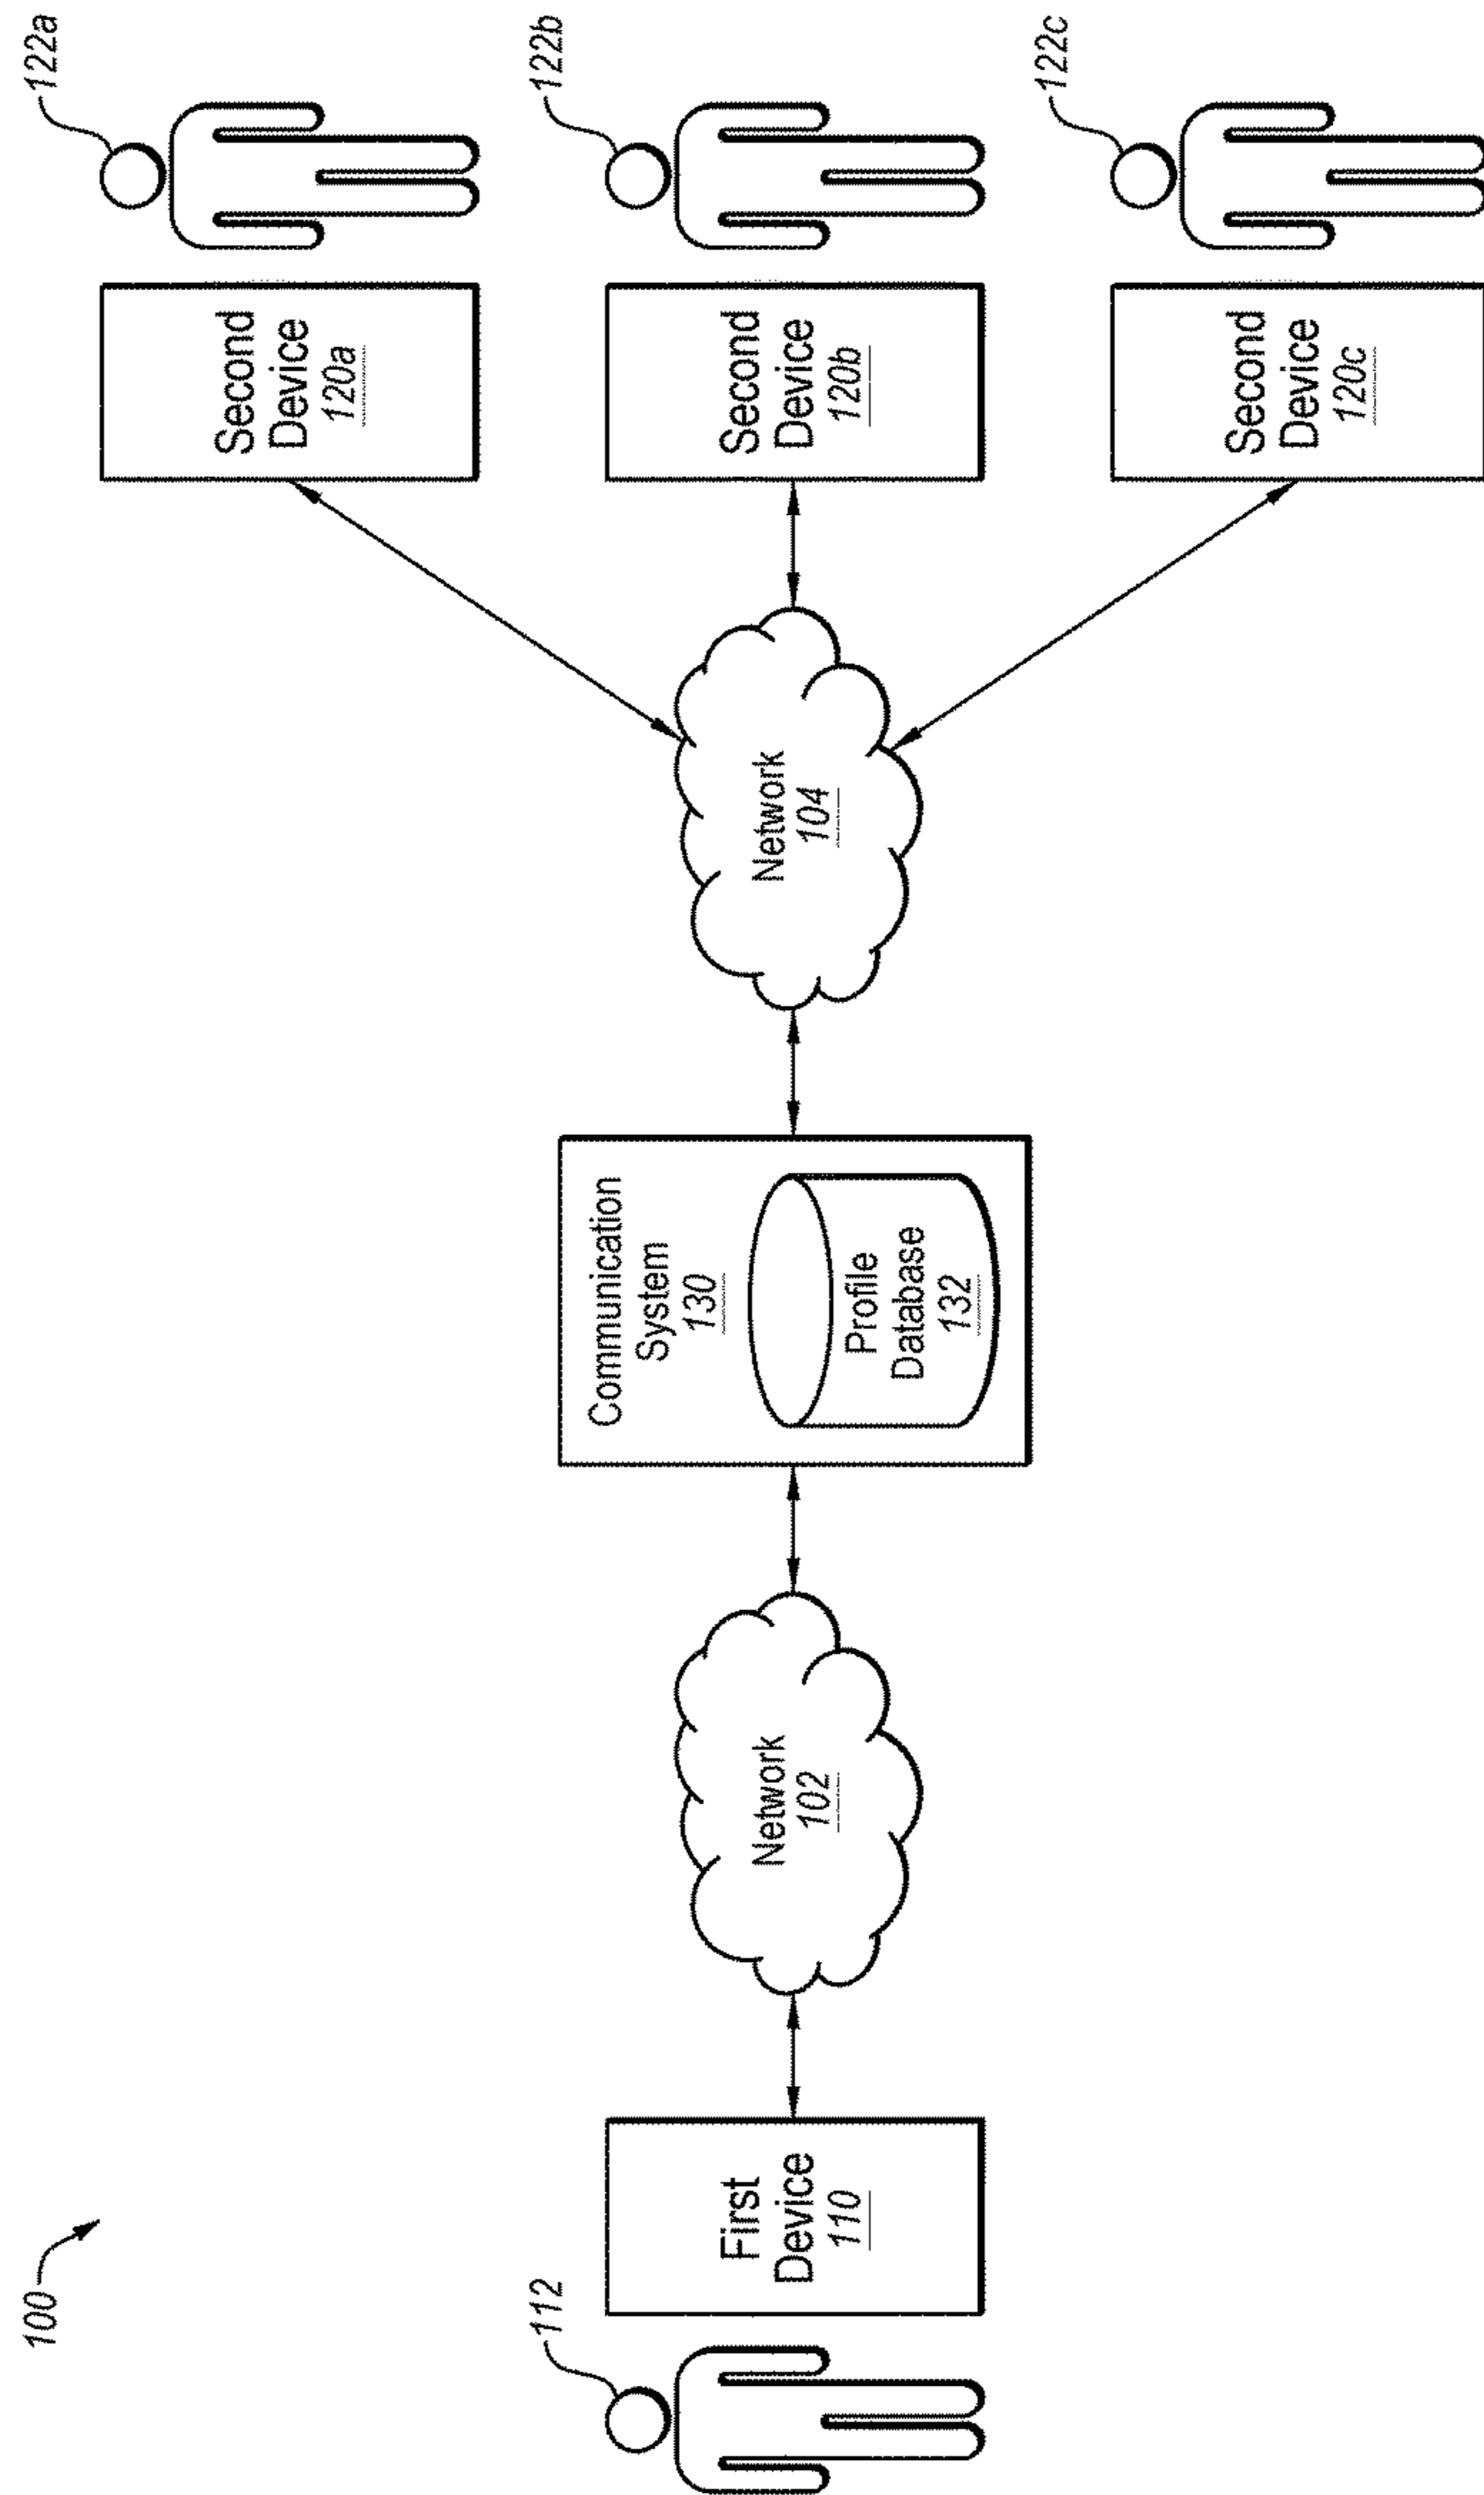 100
112
First
Device
110
Network
102
Communication
System
130
Profile
Database
132
Network
104
Second
Device
120a
122a
Second
Device
120b
122b
Second
Device
120c
122c